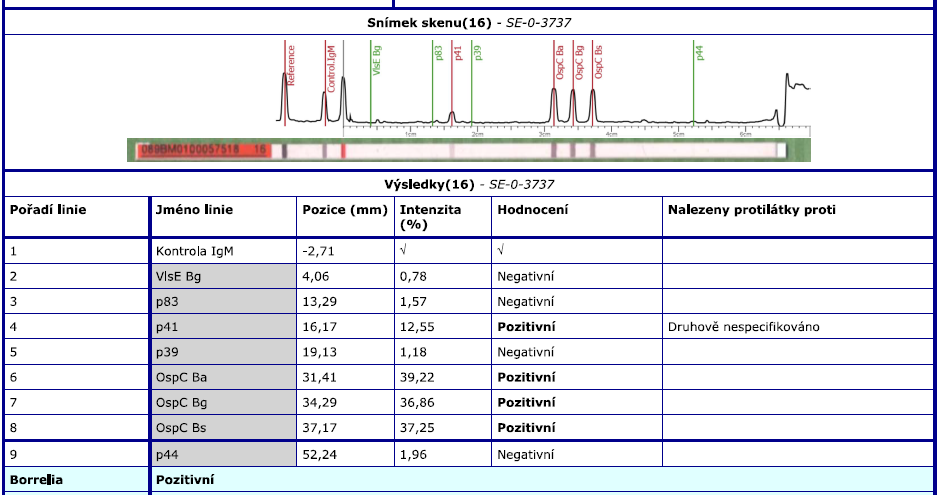 Snímek skenu(16) - SE-0-3737
Reference
Control.IgM
VlsE Bg
p83
p41
p39
OspC Ba
OspC Bg
OspC Bs
p44
1cm 2cm 3cm 4cm 5cm 6cm
089BM0100057518 16
Výsledky(16) - SE-0-3737
Pořadí linie Jméno linie Pozice (mm) Intenzita (%) Hodnocení Nalezeny protilátky proti
1 Kontrola IgM -2,71 √ √
2 VlsE Bg 4,06 0,78 Negativní
3 p83 13,29 1,57 Negativní
4 p41 16,17 12,55 Pozitivní Druhově nespecifikováno
5 p39 19,13 1,18 Negativní
6 OspC Ba 31,41 39,22 Pozitivní
7 OspC Bg 34,29 36,86 Pozitivní
8 OspC Bs 37,17 37,25 Pozitivní
9 p44 52,24 1,96 Negativní
Borrelia Pozitivní